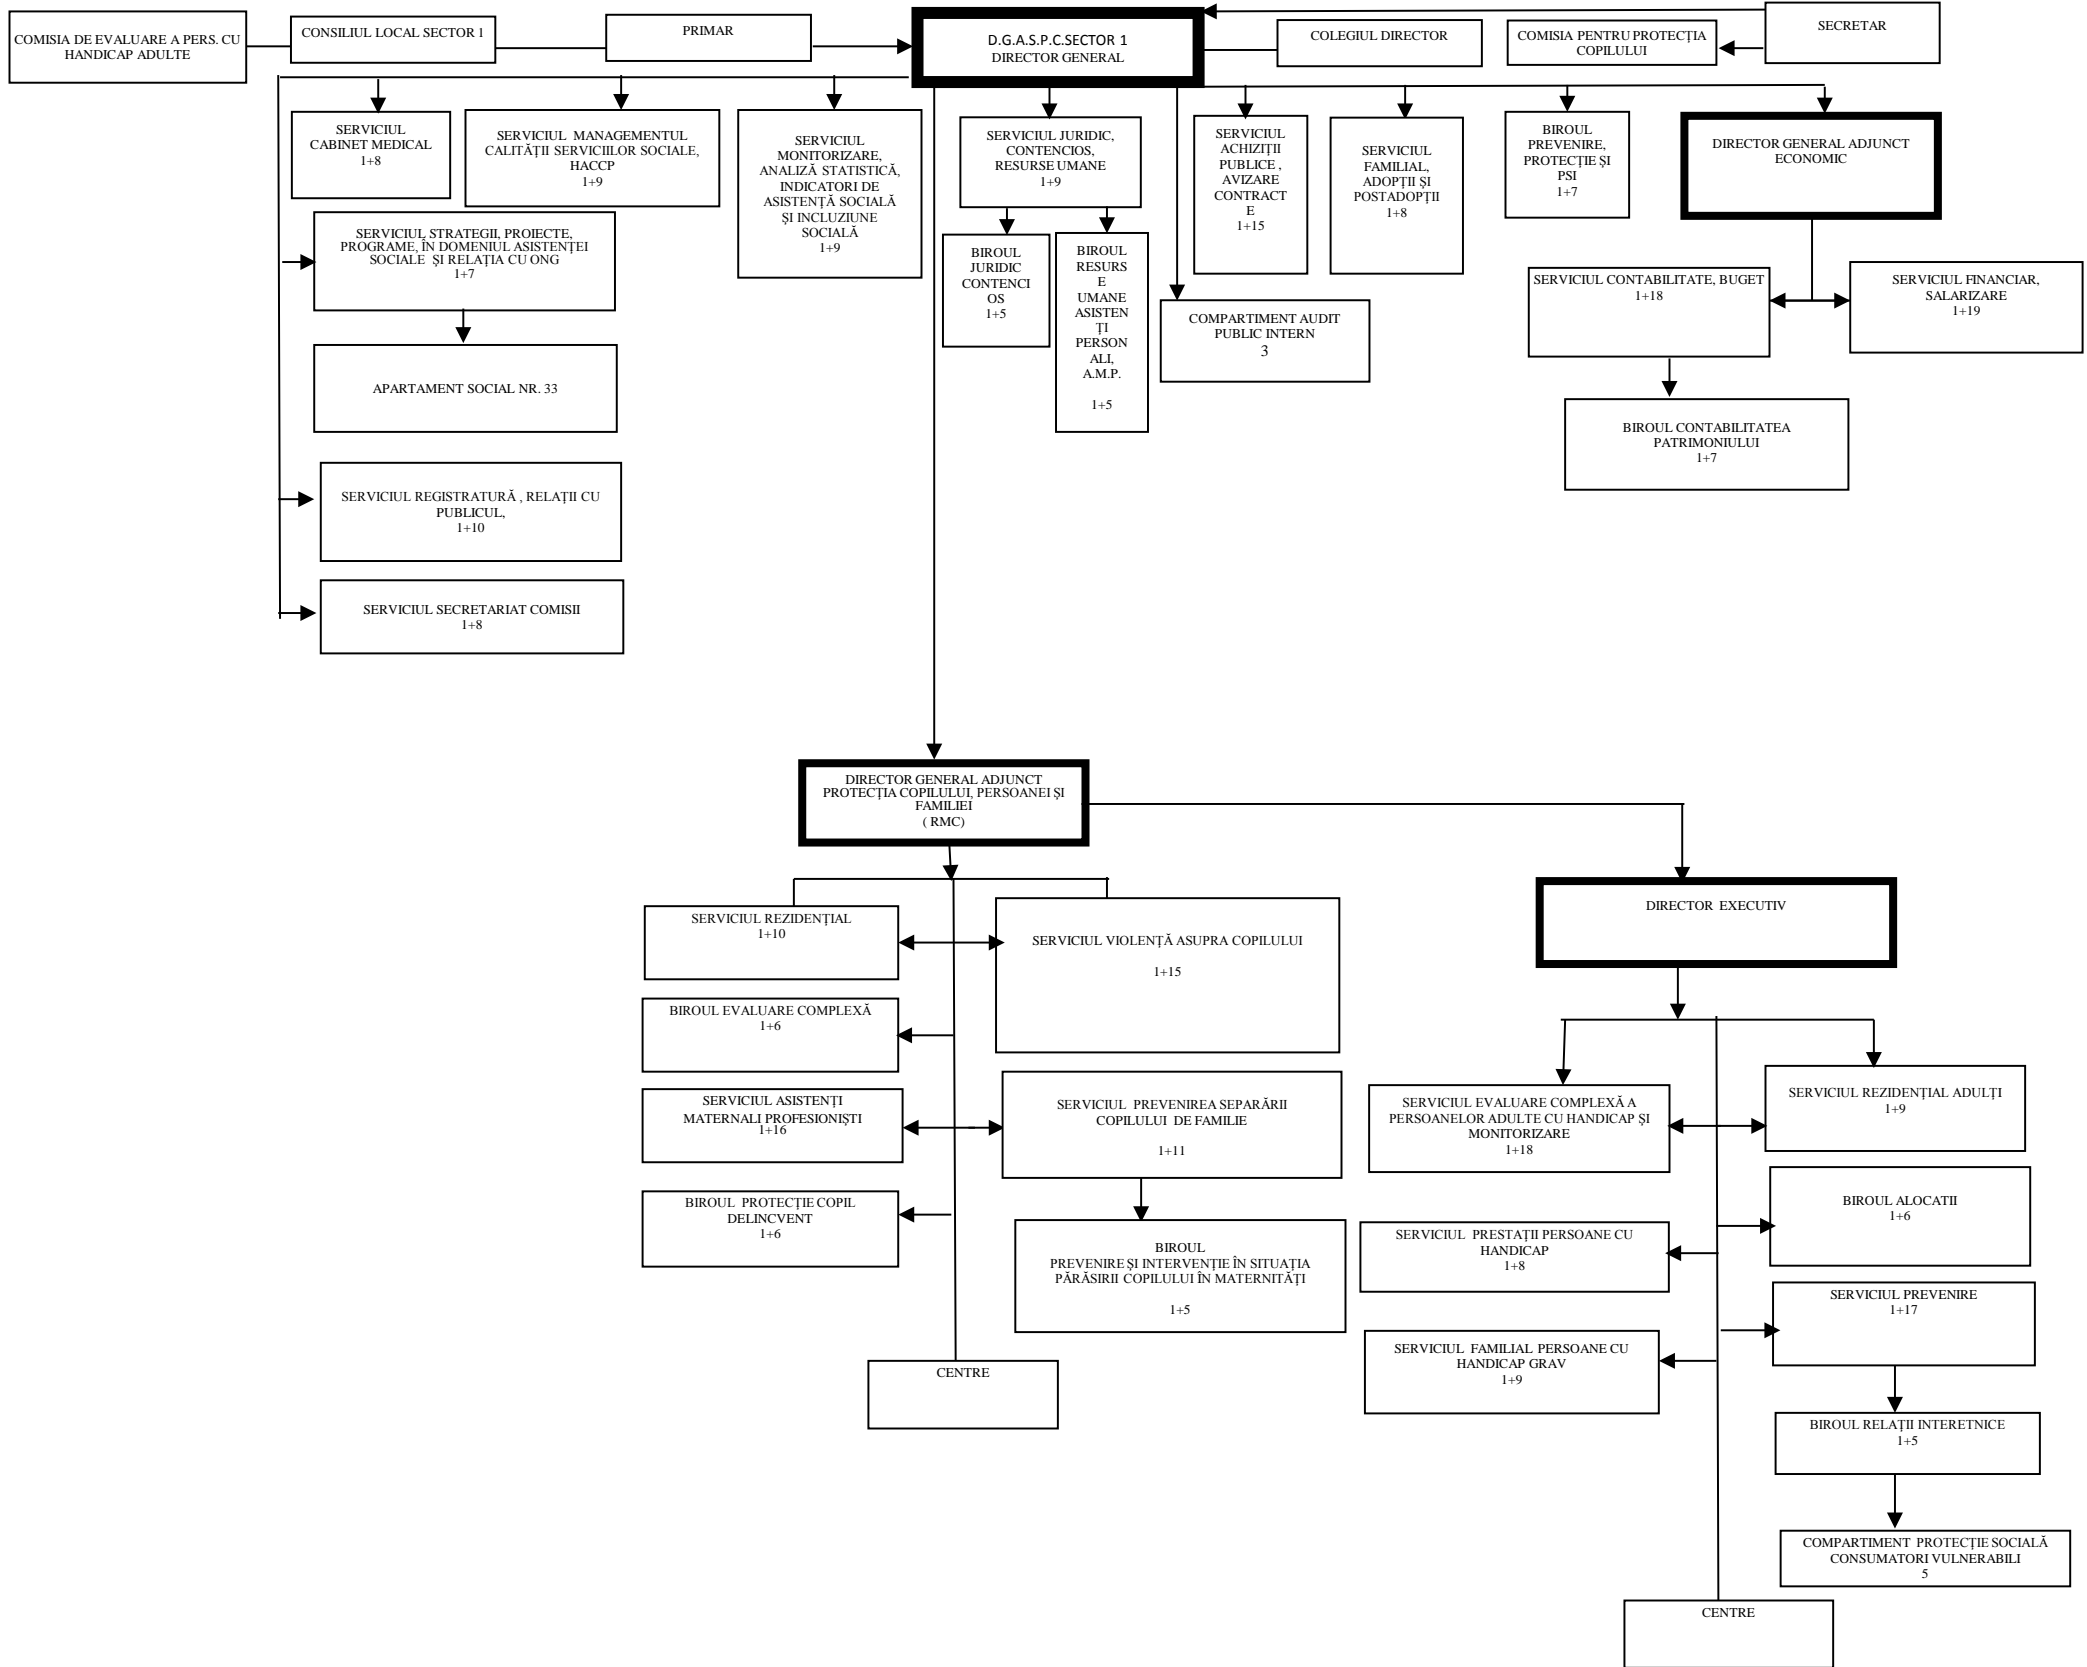 COMISIA DE EVALUARE A PERS. CU
HANDICAP ADULTE
CONSILIUL LOCAL SECTOR 1
PRIMAR
D.G.A.S.P.C.SECTOR 1
DIRECTOR GENERAL
COLEGIUL DIRECTOR
COMISIA PENTRU PROTECȚIA
COPILULUI
SECRETAR
SERVICIUL
CABINET MEDICAL
1+8
SERVICIUL MANAGEMENTUL
CALITĂȚII SERVICIILOR SOCIALE,
HACCP
1+9
SERVICIUL
MONITORIZARE,
ANALIZĂ STATISTICĂ,
INDICATORI DE
ASISTENȚĂ SOCIALĂ
ȘI INCLUZIUNE
SOCIALĂ
1+9
SERVICIUL JURIDIC,
CONTENCIOS,
RESURSE UMANE
1+9
SERVICIUL
ACHIZIȚII
PUBLICE ,
AVIZARE
CONTRACT
E
1+15
SERVICIUL
FAMILIAL,
ADOPȚII ȘI
POSTADOPȚII
1+8
BIROUL
PREVENIRE,
PROTECȚIE ȘI
PSI
1+7
DIRECTOR GENERAL ADJUNCT
ECONOMIC
SERVICIUL STRATEGII, PROIECTE,
PROGRAME, ÎN DOMENIUL ASISTENȚEI
SOCIALE ȘI RELAȚIA CU ONG
1+7
BIROUL
JURIDIC
CONTENCI
OS
1+5
BIROUL
RESURS
E
UMANE
ASISTEN
ȚI
PERSON
ALI,
A.M.P.
1+5
COMPARTIMENT AUDIT
PUBLIC INTERN
3
SERVICIUL CONTABILITATE, BUGET
1+18
SERVICIUL FINANCIAR,
SALARIZARE
1+19
APARTAMENT SOCIAL NR. 33
BIROUL CONTABILITATEA
PATRIMONIULUI
1+7
SERVICIUL REGISTRATURĂ , RELAȚII CU
PUBLICUL,
1+10
SERVICIUL SECRETARIAT COMISII
1+8
DIRECTOR GENERAL ADJUNCT
PROTECȚIA COPILULUI, PERSOANEI ȘI
FAMILIEI
( RMC)
DIRECTOR EXECUTIV
SERVICIUL REZIDENȚIAL
1+10
SERVICIUL VIOLENȚĂ ASUPRA COPILULUI
1+15
BIROUL EVALUARE COMPLEXĂ
1+6
SERVICIUL ASISTENȚI
MATERNALI PROFESIONIȘTI
1+16
SERVICIUL PREVENIREA SEPARĂRII
COPILULUI DE FAMILIE
1+11
BIROUL PROTECȚIE COPIL
DELINCVENT
1+6
BIROUL
PREVENIRE ȘI INTERVENȚIE ÎN SITUAȚIA
PĂRĂSIRII COPILULUI ÎN MATERNITĂȚI
1+5
CENTRE
SERVICIUL EVALUARE COMPLEXĂ A
PERSOANELOR ADULTE CU HANDICAP ȘI
MONITORIZARE
1+18
SERVICIUL REZIDENȚIAL ADULȚI
1+9
BIROUL ALOCATII
1+6
SERVICIUL PRESTAȚII PERSOANE CU
HANDICAP
1+8
SERVICIUL PREVENIRE
1+17
SERVICIUL FAMILIAL PERSOANE CU
HANDICAP GRAV
1+9
BIROUL RELAȚII INTERETNICE
1+5
COMPARTIMENT PROTECȚIE SOCIALĂ
CONSUMATORI VULNERABILI
5
CENTRE